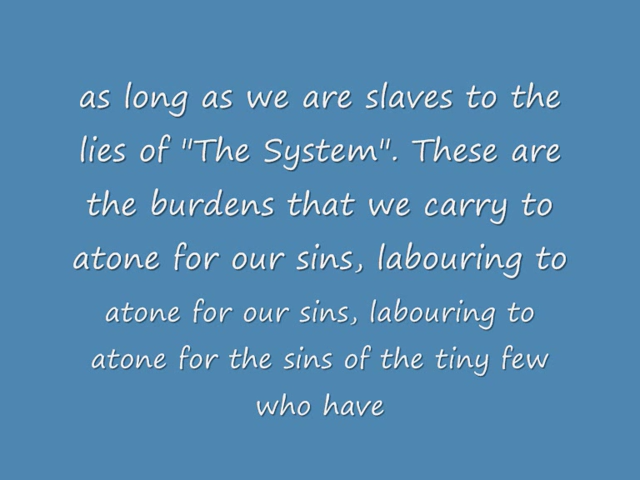 as long as we are slaves to the
lies of "The System". These are
the burdens that we carry to
atone for our sins, labouring to
atone for our sins, labouring to
atone for the sins of the tiny few
who have